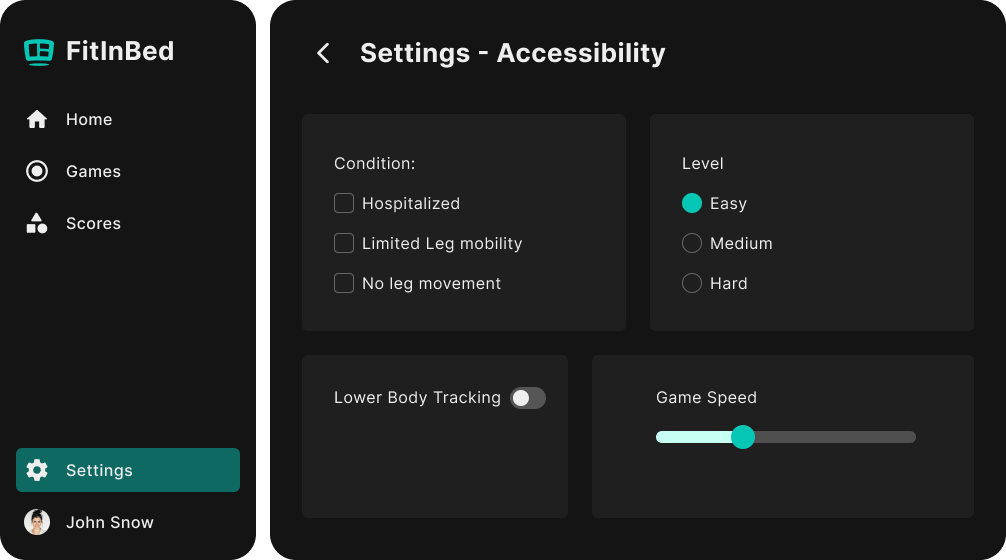 FitInBed
Home
Games
Scores
Settings
John Snow
Settings - Accessibility
Condition:
Hospitalized
Limited Leg mobility
No leg movement
Level
Easy
Medium
Hard
Lower Body Tracking
Game Speed